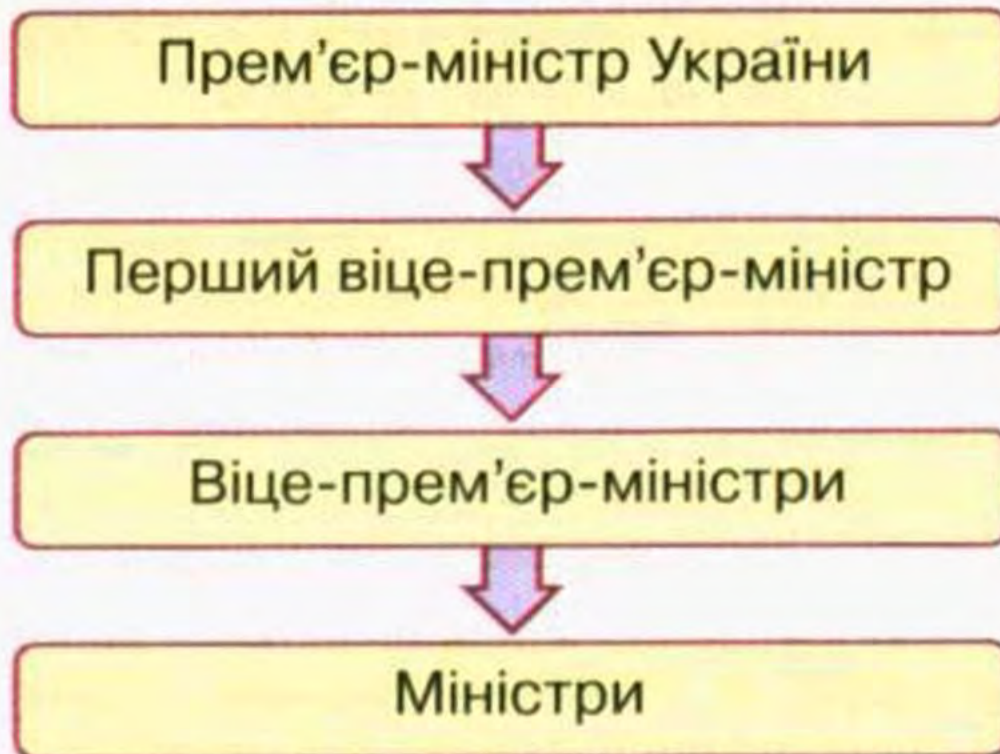 Прем’єр-міністр України
Перший віце-прем’єр-міністр
Віце-прем’єр-міністри
Міністри